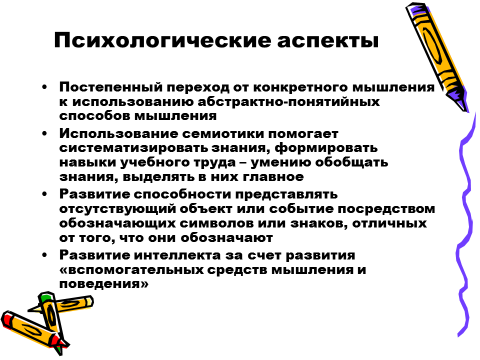 Психологические аспекты
• Постепенный переход от конкретного мышления
к использованию абстрактно-понятийных
способов мышления
• Использование семиотики помогает
систематизировать знания, формировать
навыки учебного труда – умению обобщать
знания, выделять в них главное
• Развитие способности представлять
отсутствующий объект или событие посредством
обозначающих символов или знаков, отличных
от того, что они обозначают
• Развитие интеллекта за счет развития
«вспомогательных средств мышления и
поведения»